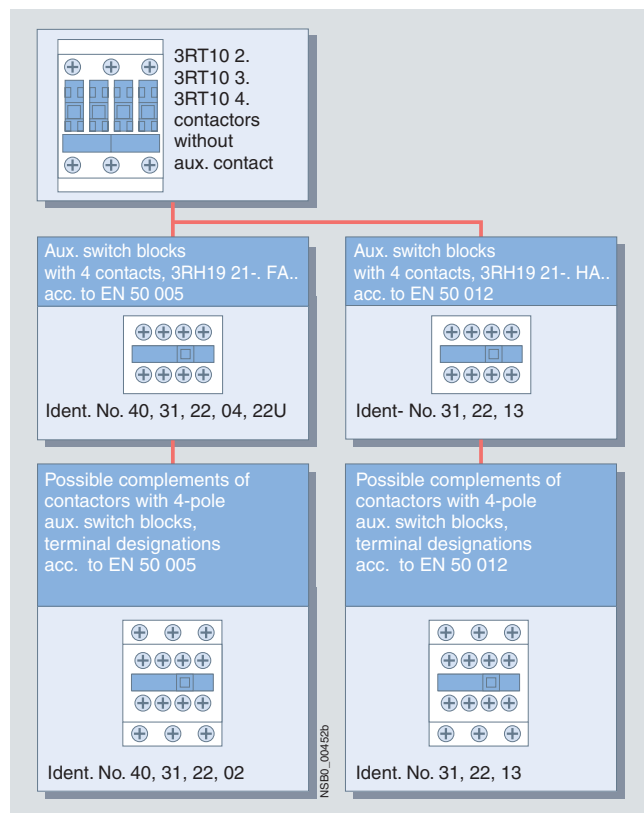 3RT10 2.
3RT10 3.
3RT10 4.
contactors
without
aux. contact
Aux. switch blocks
with 4 contacts, 3RH19 21-. FA..
acc. to EN 50 005
Ident. No. 40, 31, 22, 04, 22U
Aux. switch blocks
with 4 contacts, 3RH19 21-. HA..
acc. to EN 50 012
Ident- No. 31, 22, 13
Possible complements of
contactors with 4-pole
aux. switch blocks,
terminal designations
acc. to EN 50 005
Ident. No. 40, 31, 22, 02
Possible complements of
contactors with 4-pole
aux. switch blocks,
terminal designations
acc. to EN 50 012
Ident. No. 31, 22, 13
NSB0_00452b